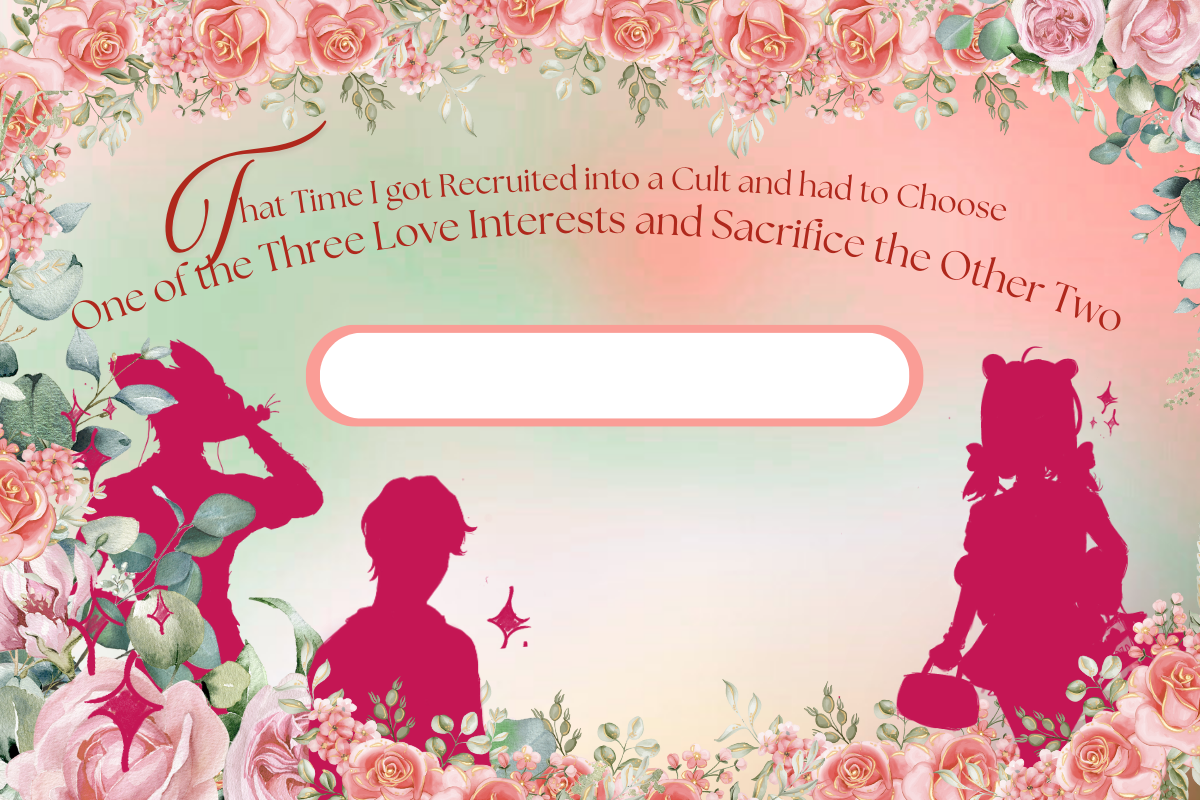 That Time I got Recruited into a Cult and had to Choose
One of the Three Love Interests and Sacrifice the Other Two